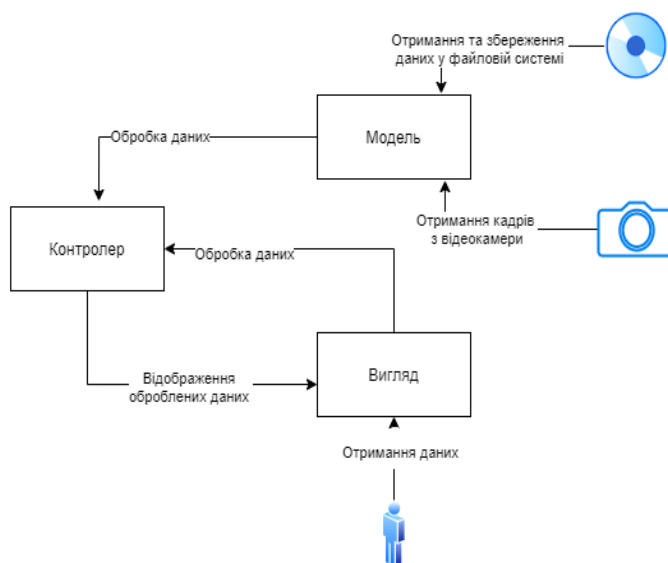 Отримання та збереження
даних у файловій системі
Модель
Обробка даних
Отримання кадрів
з відеокамери
Контролер
Обробка даних
Відображення
оброблених даних
Вигляд
Отримання даних